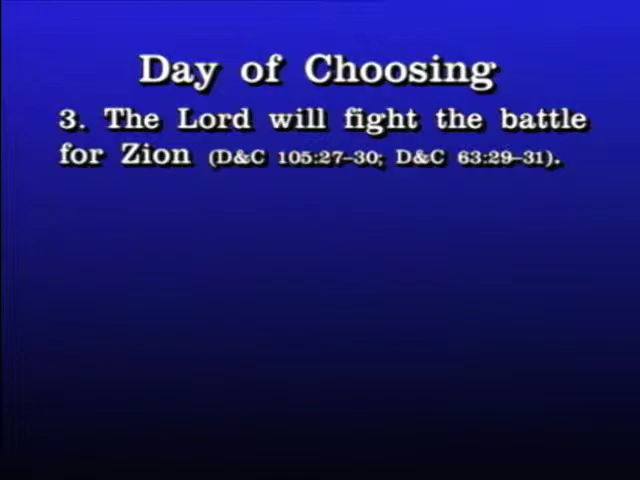 Day of Choosing
3. The Lord will fight the battle
for Zion (D&C 105:27–30; D&C 63:29–31).